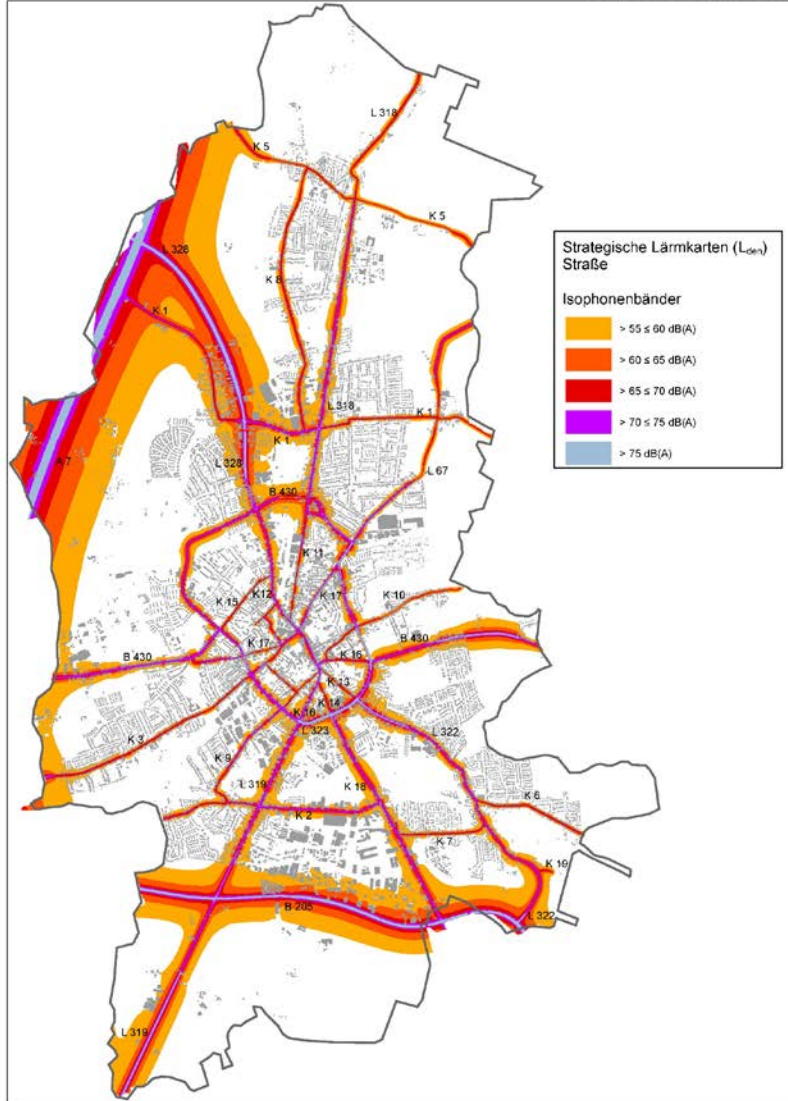 L 318
K 5
K 5
L 328
K 8
K 1
Strategische Lärmkarten (Lden)
Straße
Isophonenbänder
> 55 ≤ 60 dB(A)
> 60 ≤ 65 dB(A)
> 65 ≤ 70 dB(A)
> 70 ≤ 75 dB(A)
> 75 dB(A)
L 318
K 1
K 1
A 7
L 328
L 67
B 430
K 11
K 12
K 17
K 10
K 15
K 17
B 430
B 430
K 16
K 13
K 14
K 16
L 323
L 322
K 3
K 9
L 319
K 18
K 2
K 6
K 7
K 19
B 205
L 322
L 319